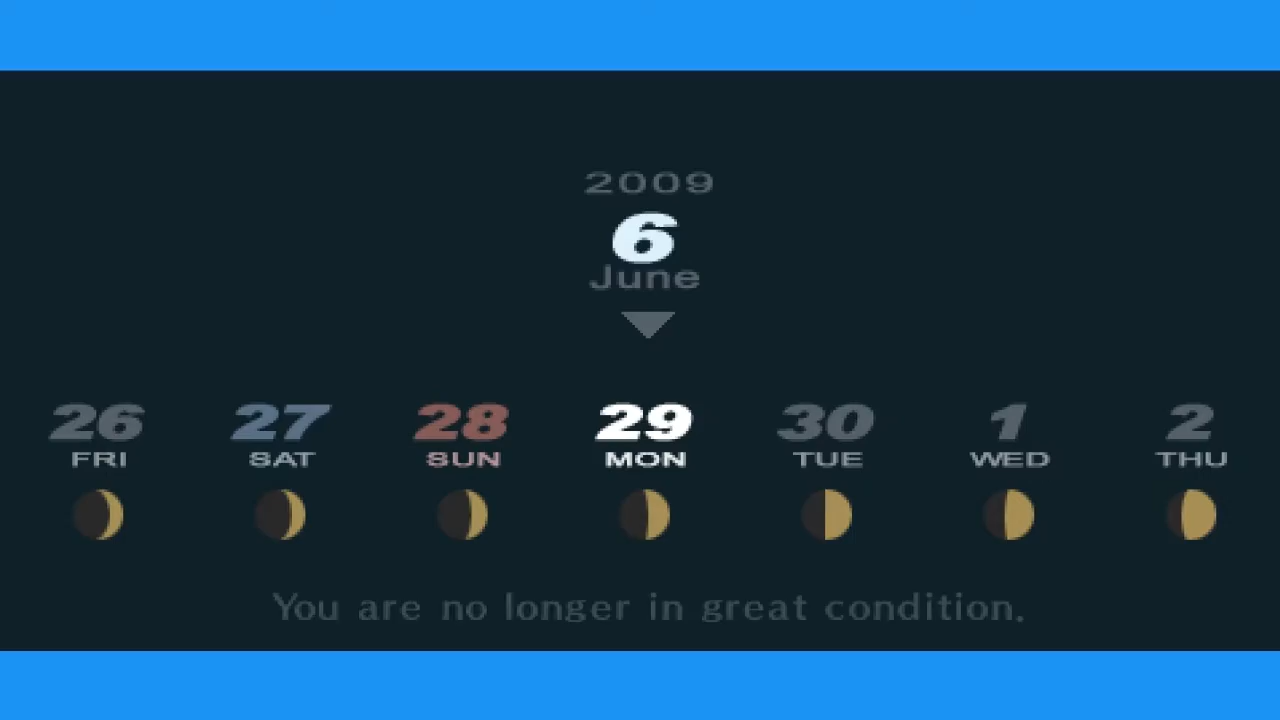 2009
6
June
26 27 28 29 30 1 2
FRI SAT SUN MON TUE WED THU
You are no longer in great condition.